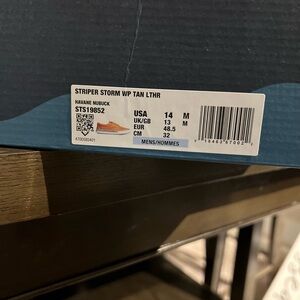 STRIPER STORM WP TAN LTHR
HAVANE NUBUCK
STS19852
USA 14 M
UK/GB 13 M
EUR 48.5
CM 32
MENS/HOMMES